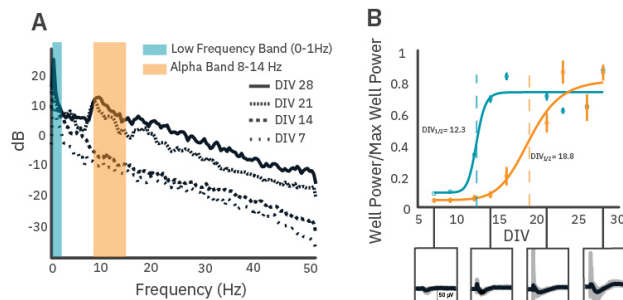 A
Low Frequency Band (0-1Hz)
Alpha Band 8-14 Hz
DIV 28
DIV 21
DIV 14
DIV 7
dB
20
10
0
-10
-20
-30
0 10 20 30 40 50
Frequency (Hz)
B
Well Power/Max Well Power
1
0.8
0.6
0.4
0.2
0
DIV1/2= 12.3
DIV1/2= 18.8
5 10 15 20 25 30
DIV
50 µV